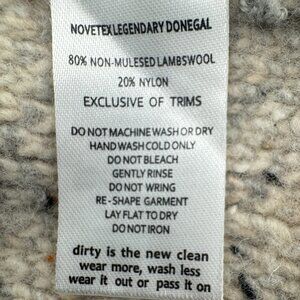 NOVETEX LEGENDARY DONEGAL
80% NON-MULESED LAMBSWOOL
20% NYLON
EXCLUSIVE OF TRIMS
DO NOT MACHINE WASH OR DRY
HAND WASH COLD ONLY
DO NOT BLEACH
GENTLY RINSE
DO NOT WRING
RE-SHAPE GARMENT
LAY FLAT TO DRY
DO NOT IRON
dirty is the new clean
wear more, wash less
wear it out or pass it on